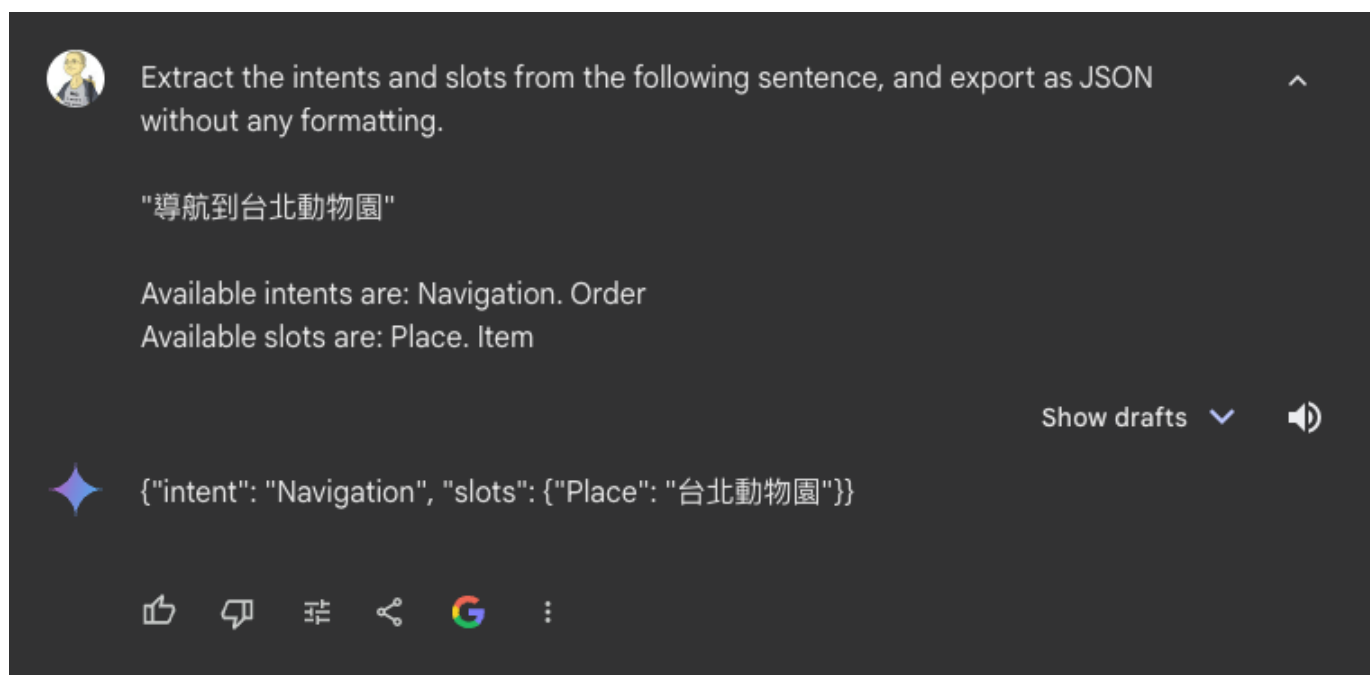 Extract the intents and slots from the following sentence, and export as JSON
without any formatting.
"導航到台北動物園"
Available intents are: Navigation. Order
Available slots are: Place. Item
Show drafts
{"intent": "Navigation", "slots": {"Place": "台北動物園"}}